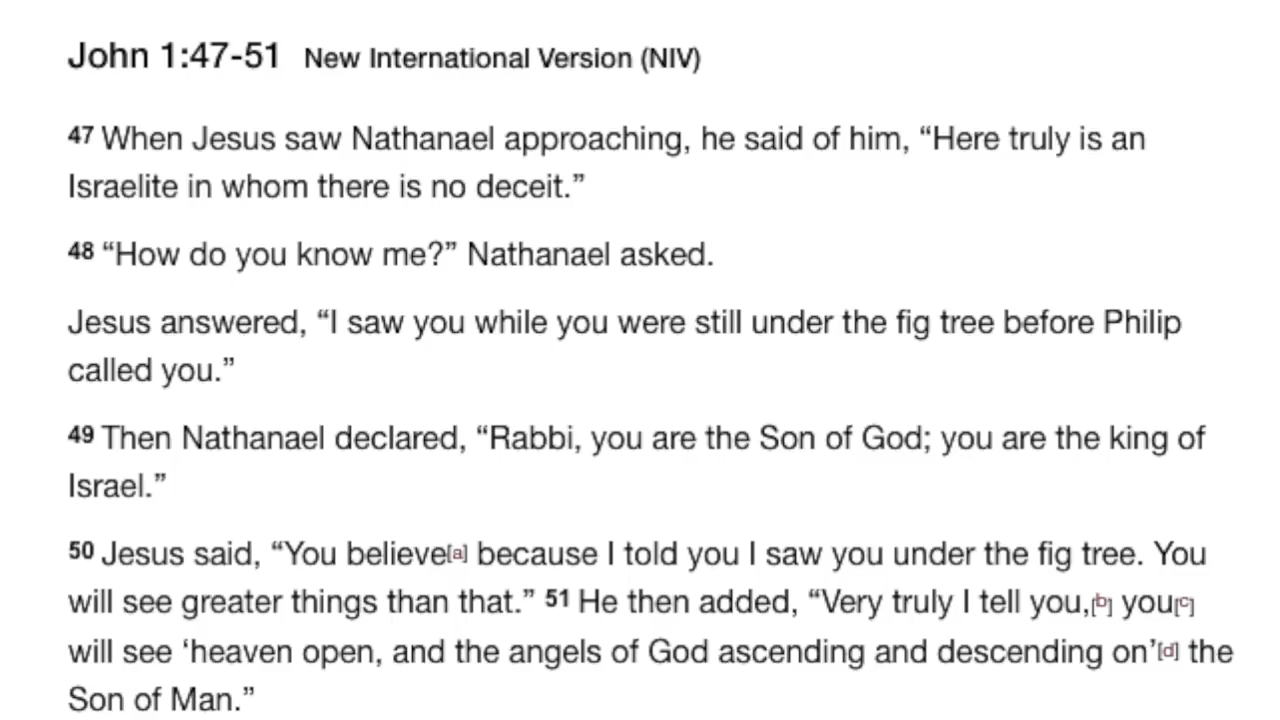 John 1:47-51 New International Version (NIV)
47 When Jesus saw Nathanael approaching, he said of him, “Here truly is an
Israelite in whom there is no deceit.”
48 “How do you know me?” Nathanael asked.
Jesus answered, “I saw you while you were still under the fig tree before Philip
called you.”
49 Then Nathanael declared, “Rabbi, you are the Son of God; you are the king of
Israel.”
50 Jesus said, “You believe[a] because I told you I saw you under the fig tree. You
will see greater things than that.” 51 He then added, “Very truly I tell you,[b] you[c]
will see ‘heaven open, and the angels of God ascending and descending on’[d] the
Son of Man.”